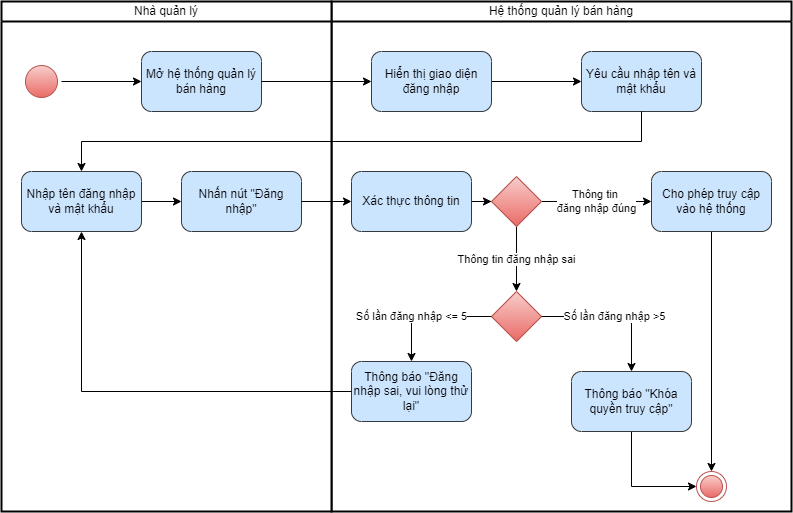 Nhà quản lý
Hệ thống quản lý bán hàng
Mở hệ thống quản lý
bán hàng
Hiển thị giao diện
đăng nhập
Yêu cầu nhập tên và
mật khẩu
Nhập tên đăng nhập
và mật khẩu
Nhấn nút "Đăng
nhập"
Xác thực thông tin
Thông tin
đăng nhập đúng
Cho phép truy cập
vào hệ thống
Thông tin đăng nhập sai
Số lần đăng nhập <= 5
Số lần đăng nhập >5
Thông báo "Đăng
nhập sai, vui lòng thử
lại"
Thông báo "Khóa
quyền truy cập"